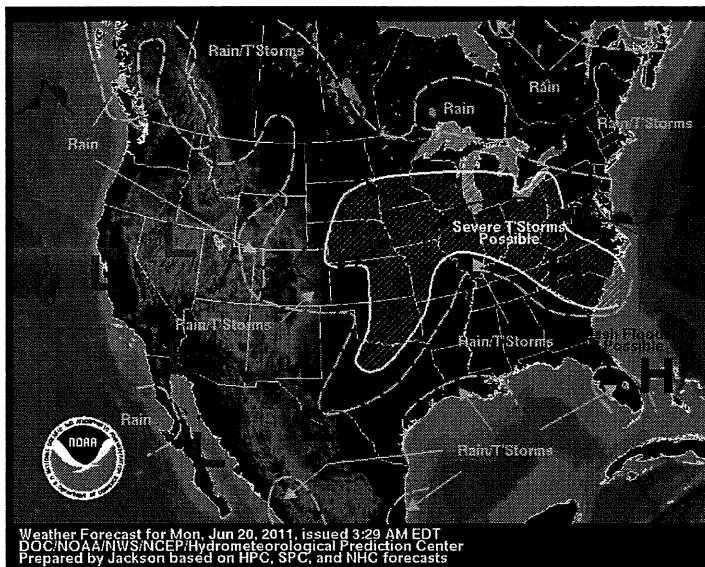 Rain/T'Storms
Rain
Rain
Rain/T'Storms
Rain
Severe T'Storms
Possible
L
L
Rain/T'Storms
Rain/T'Storms
Flood
Possible
H
Rain
L
Rain/T'Storms
NOAA
Weather Forecast for Mon, Jun 20, 2011, issued 3:29 AM EDT
DOC/NOAA/NWS/NCEP/Hydrometeorological Prediction Center
Prepared by Jackson based on HPC, SPC, and NHC forecasts